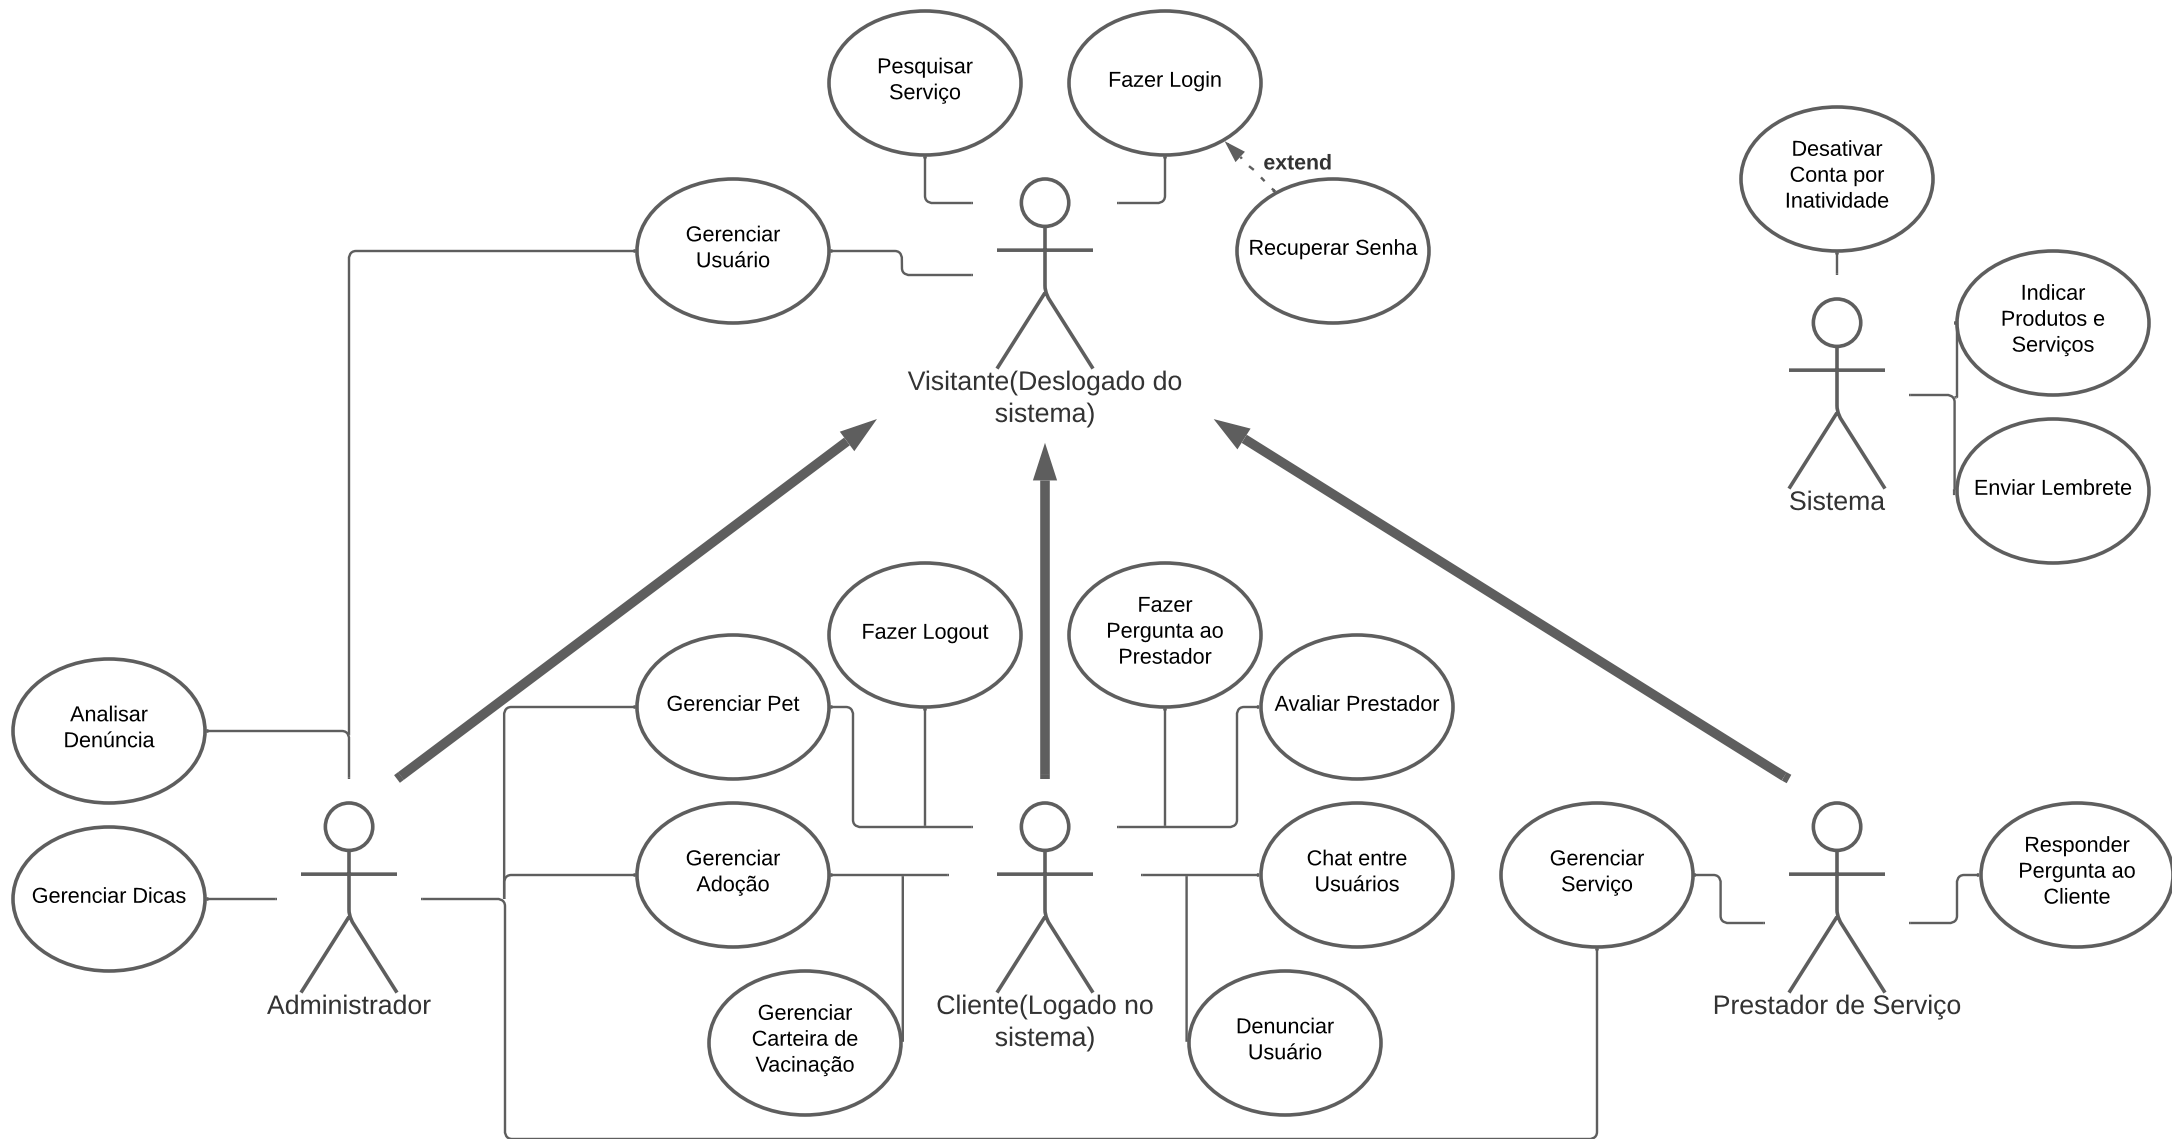 Pesquisar
Serviço
Fazer Login
extend
Recuperar Senha
Gerenciar
Usuário
Visitante(Deslogado do
sistema)
Desativar
Conta por
Inatividade
Indicar
Produtos e
Serviços
Enviar Lembrete
Sistema
Fazer Logout
Fazer
Pergunta ao
Prestador
Gerenciar Pet
Avaliar Prestador
Analisar
Denúncia
Gerenciar Dicas
Administrador
Gerenciar
Adoção
Gerenciar
Carteira de
Vacinação
Cliente(Logado no
sistema)
Chat entre
Usuários
Denunciar
Usuário
Gerenciar
Serviço
Prestador de Serviço
Responder
Pergunta ao
Cliente